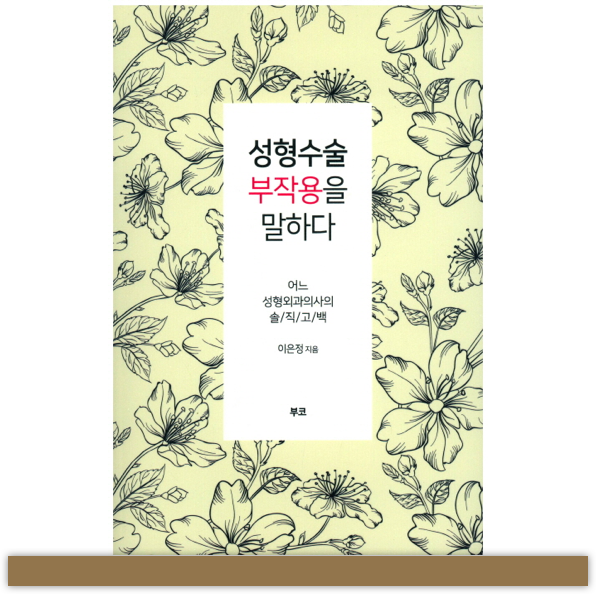 성형수술
부작용을
말하다
어느
성형외과의사의
솔/직/고/백
이은정 지음
부코